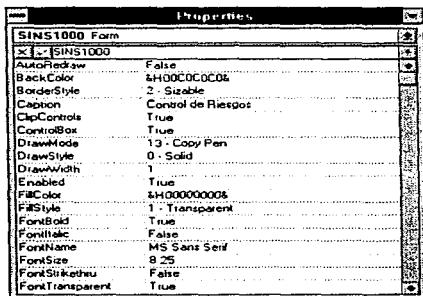 Properties
SINS1000 Form
SINS1000
AutoRedraw False
BackColor &H00C0C0C0&
BorderStyle 2 - Sizable
Caption Control de Riesgos
ClipControls True
ControlBox True
DrawMode 13 - Copy Pen
DrawStyle 0 - Solid
DrawWidth 1
Enabled True
FillColor &H00000000&
FillStyle 1 - Transparent
FontBold True
FontItalic False
FontName MS Sans Serif
FontSize 8.25
FontStrikethru False
FontTransparent True